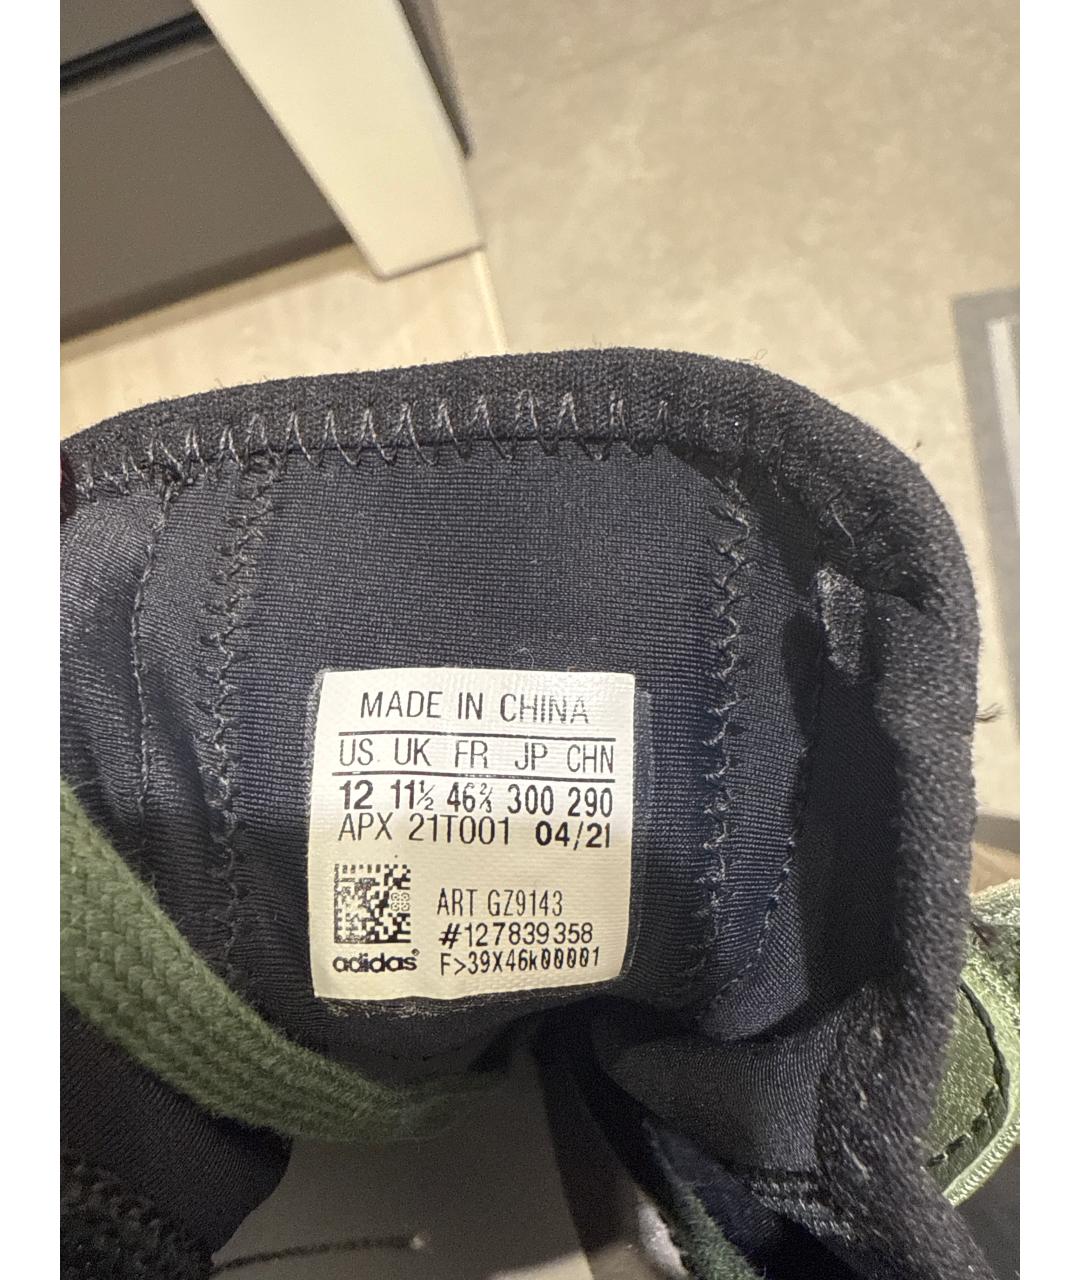 MADE IN CHINA
US UK FR JP CHN
12 11½ 46⅔ 300 290
APX 21T001 04/21
ART GZ9143
#127839358
adidas® F>39X46k00001